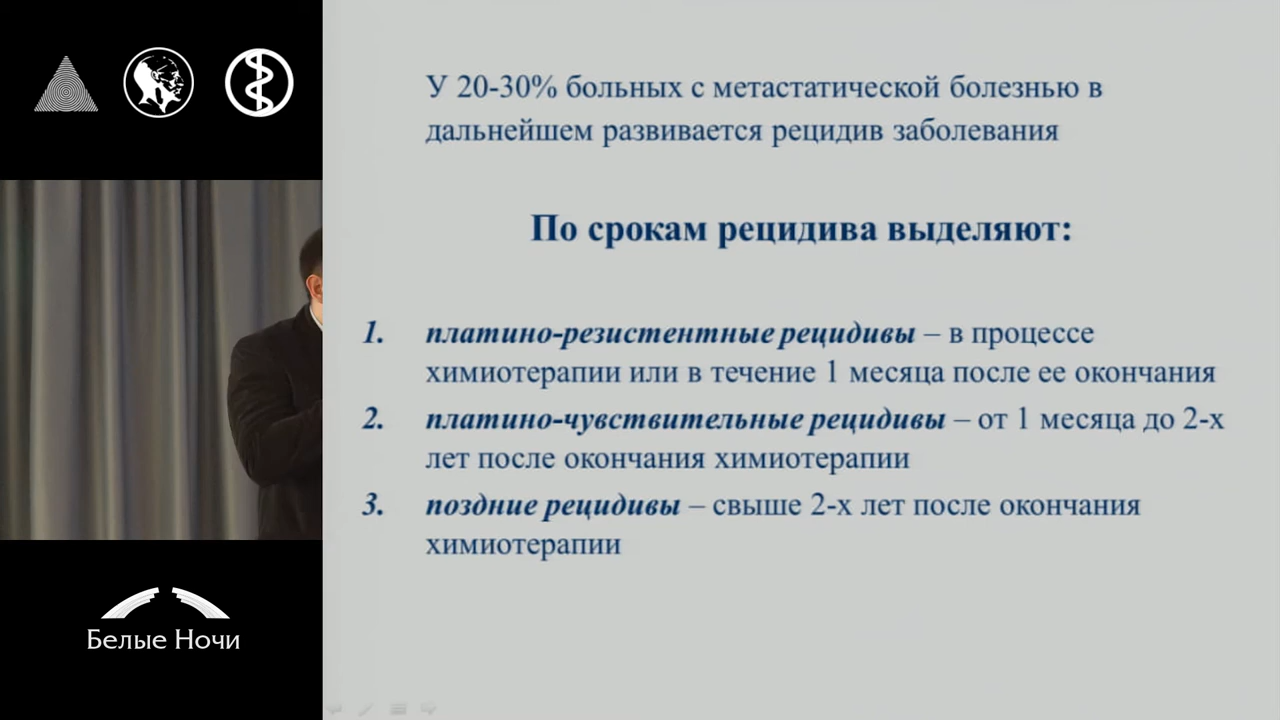 У 20-30% больных с метастатической болезнью в
дальнейшем развивается рецидив заболевания
По срокам рецидива выделяют:
1. платино-резистентные рецидивы – в процессе
химиотерапии или в течение 1 месяца после ее окончания
2. платино-чувствительные рецидивы – от 1 месяца до 2-х
лет после окончания химиотерапии
3. поздние рецидивы – свыше 2-х лет после окончания
химиотерапии
Белые Ночи